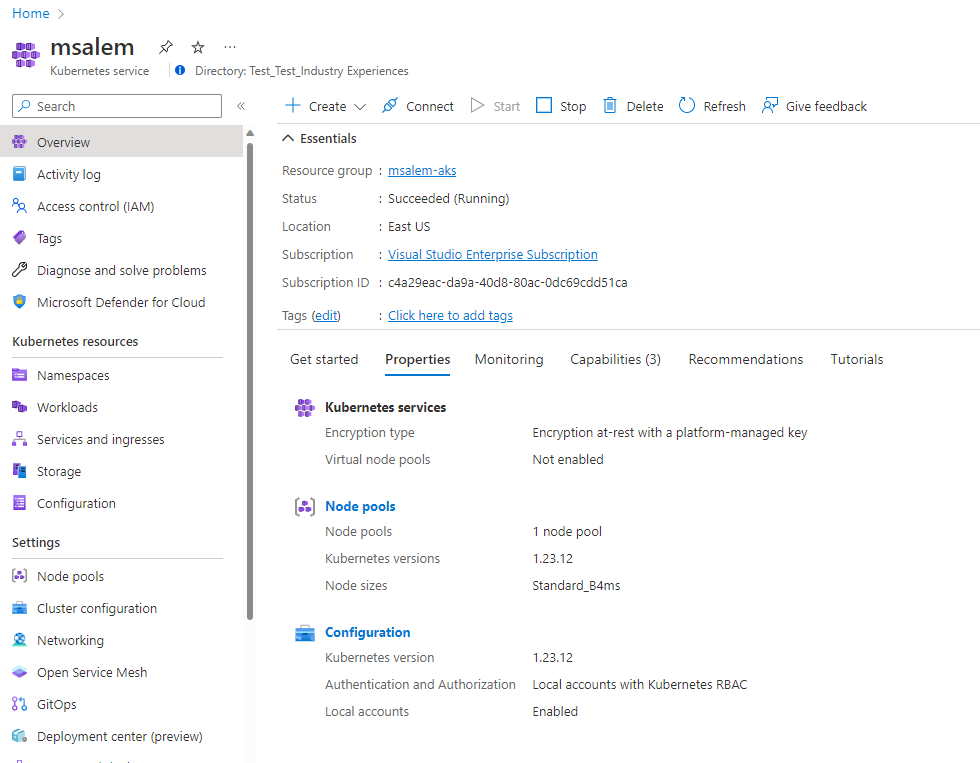 Home
msalem
Kubernetes service
Directory: Test_Test_Industry Experiences
Search
Overview
Activity log
Access control (IAM)
Tags
Diagnose and solve problems
Microsoft Defender for Cloud
Kubernetes resources
Namespaces
Workloads
Services and ingresses
Storage
Configuration
Settings
Node pools
Cluster configuration
Networking
Open Service Mesh
GitOps
Deployment center (preview)
Create Connect Start Stop Delete Refresh Give feedback
Essentials
Resource group : msalem-aks
Status : Succeeded (Running)
Location : East US
Subscription : Visual Studio Enterprise Subscription
Subscription ID : c4a29eac-da9a-40d8-80ac-0dc69cdd51ca
Tags (edit) : Click here to add tags
Get started Properties Monitoring Capabilities (3) Recommendations Tutorials
Kubernetes services
Encryption type Encryption at-rest with a platform-managed key
Virtual node pools Not enabled
Node pools
Node pools 1 node pool
Kubernetes versions 1.23.12
Node sizes Standard_B4ms
Configuration
Kubernetes version 1.23.12
Authentication and Authorization Local accounts with Kubernetes RBAC
Local accounts Enabled